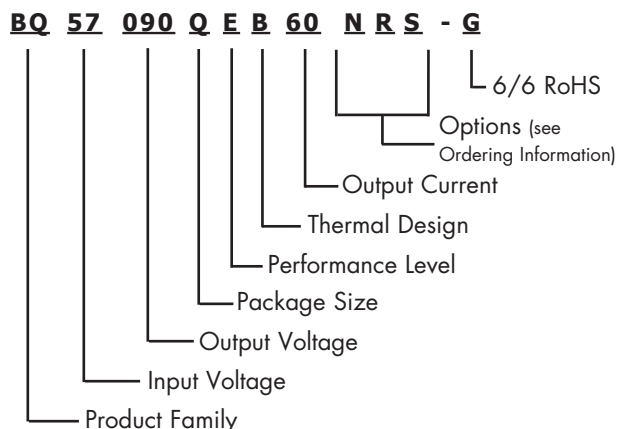 BQ 57 090 Q E B 60 N R S - G
6/6 RoHS
Options (see
Ordering Information)
Output Current
Thermal Design
Performance Level
Package Size
Output Voltage
Input Voltage
Product Family